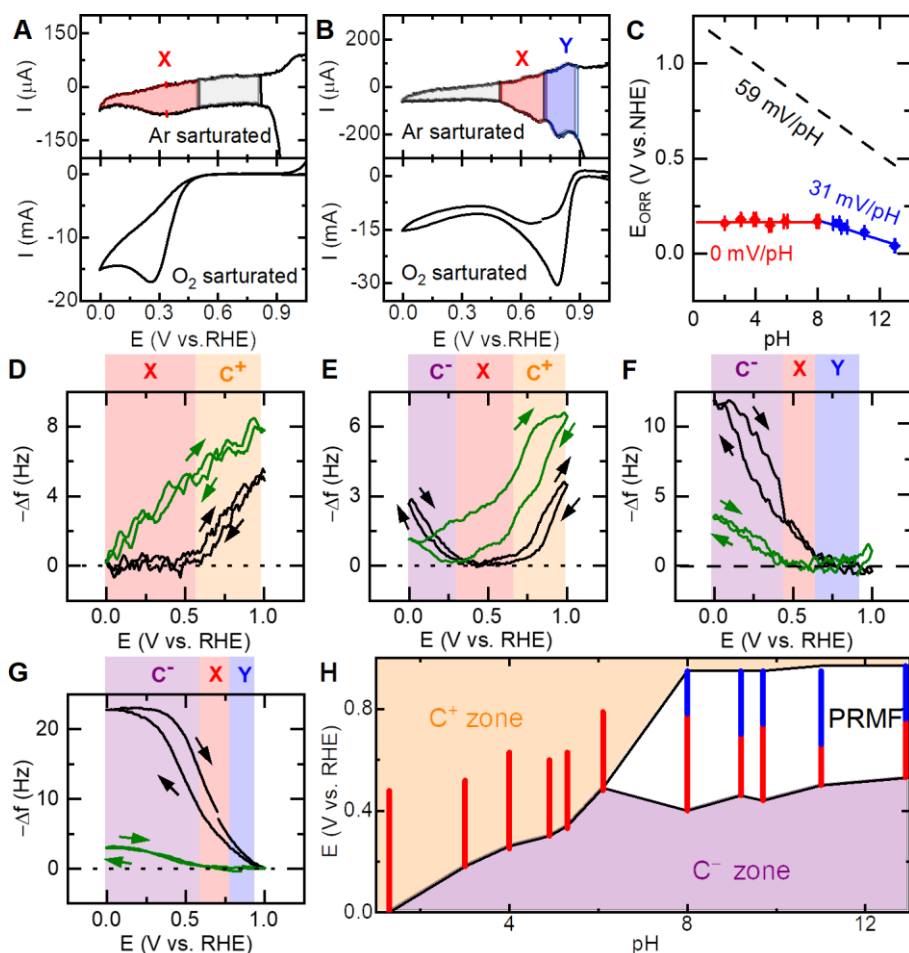 A
150
X
I (μA)
0
-150
Ar sarturated
0
I (mA)
-10
-20
O₂ sarturated
0.0 0.3 0.6 0.9
E (V vs.RHE)
B
200
X Y
I (μA)
0
-200
Ar sarturated
0
I (mA)
-15
-30
O₂ sarturated
0.0 0.3 0.6 0.9
E (V vs.RHE)
C
E_ORR (V vs.NHE)
1.0
0.5
0.0
59 mV/pH
31 mV/pH
0 mV/pH
0 4 8 12
pH
D
X C⁺
−Δf (Hz)
8
4
0
0.0 0.5 1.0
E (V vs. RHE)
E
C⁻ X C⁺
−Δf (Hz)
6
3
0
0.0 0.5 1.0
E (V vs. RHE)
F
C⁻ X Y
−Δf (Hz)
10
5
0
0.0 0.5 1.0
E (V vs. RHE)
G
C⁻ X Y
−Δf (Hz)
20
10
0
0.0 0.5 1.0
E (V vs. RHE)
H
E (V vs. RHE)
0.8
0.4
0.0
C⁺ zone
PRMF
C⁻ zone
4 8 12
pH